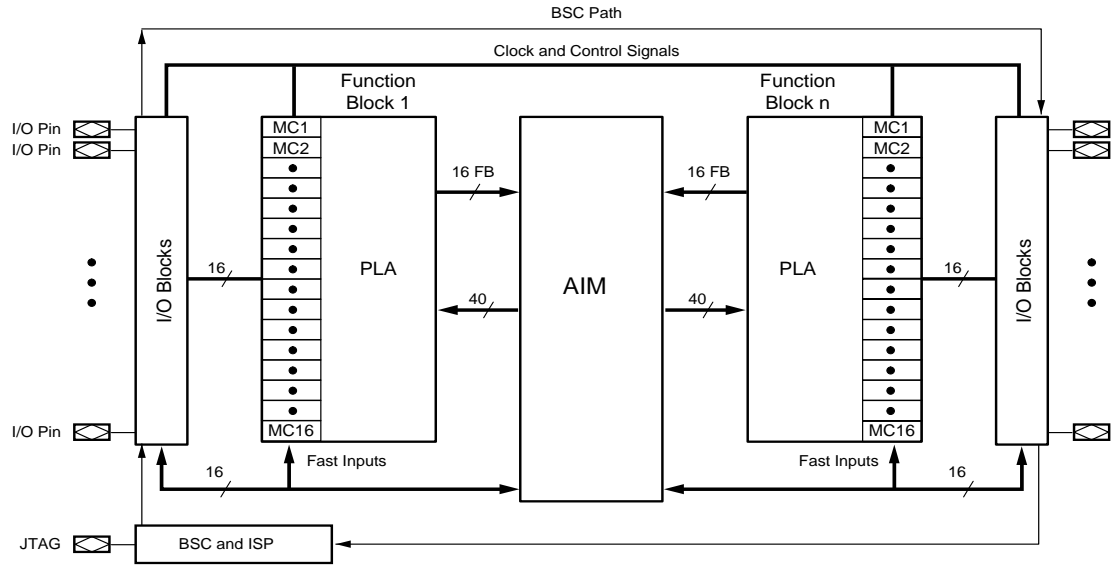 BSC Path
Clock and Control Signals
Function
Block 1
Function
Block n
I/O Pin
I/O Pin
MC1
MC2
MC1
MC2
16 FB
16 FB
I/O Blocks
16
PLA
AIM
PLA
16
I/O Blocks
40
40
I/O Pin
MC16
MC16
16
Fast Inputs
Fast Inputs
16
JTAG
BSC and ISP